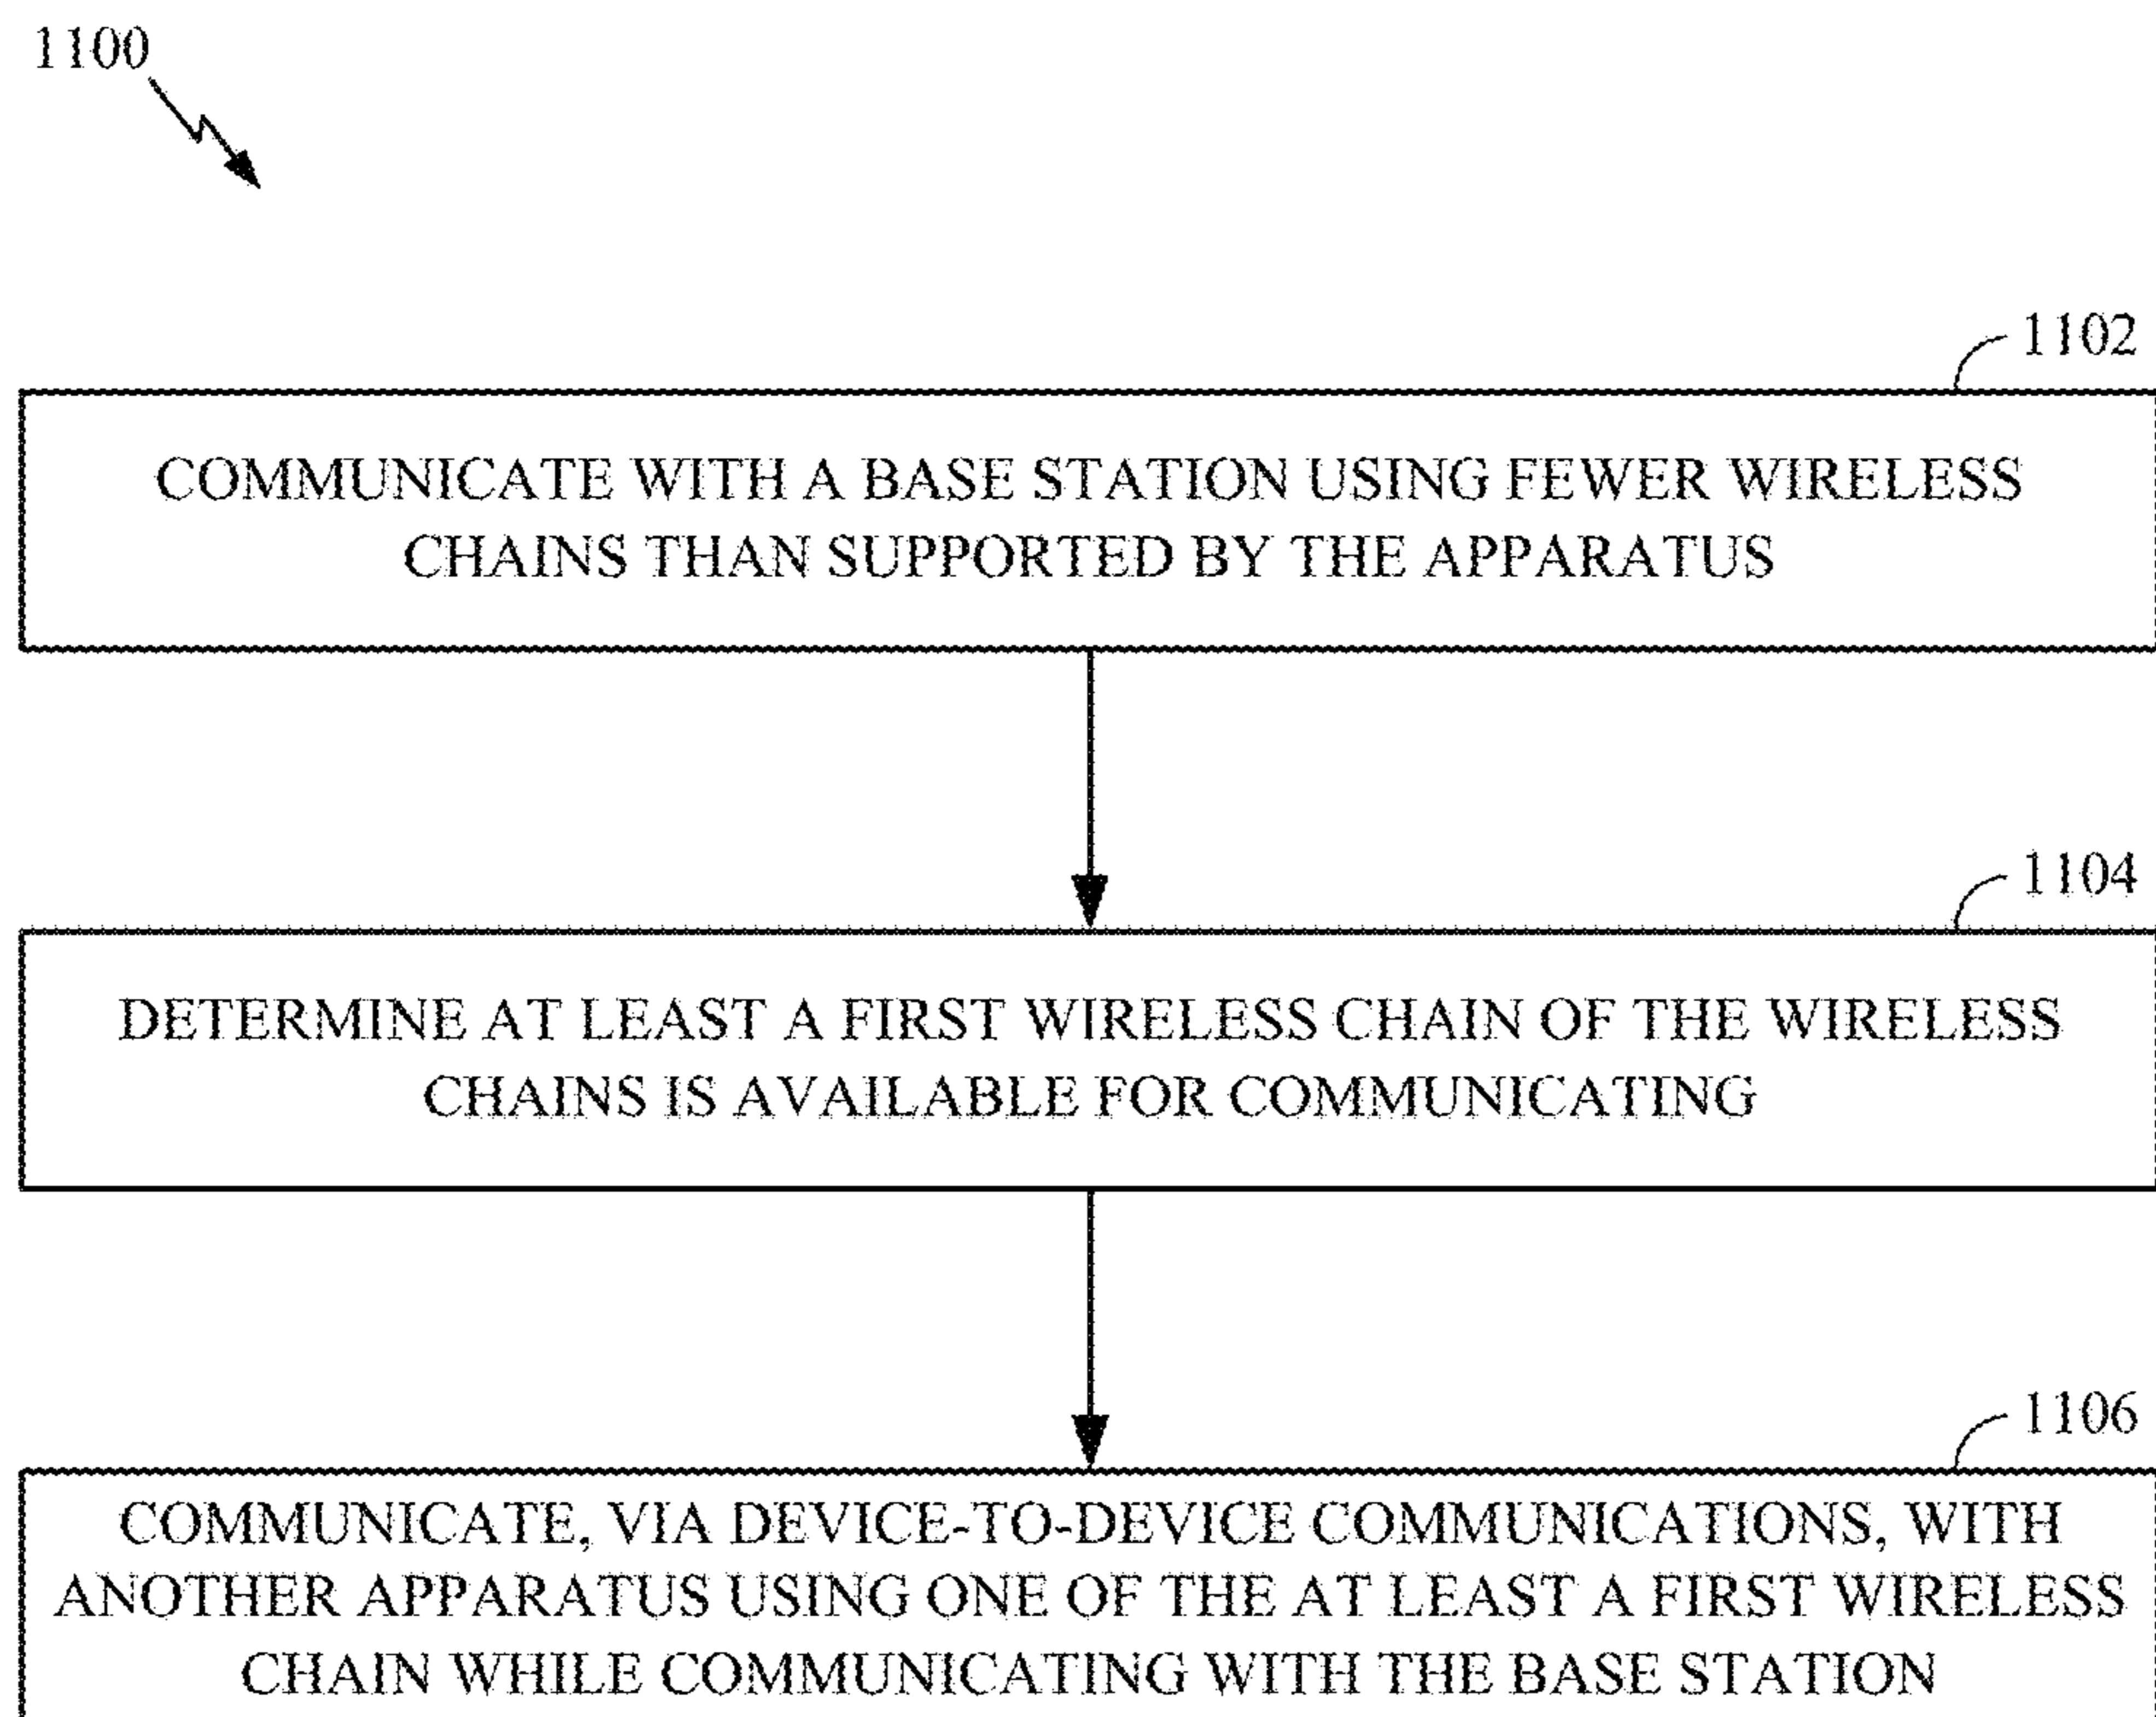 1100
1102
COMMUNICATE WITH A BASE STATION USING FEWER WIRELESS
CHAINS THAN SUPPORTED BY THE APPARATUS
1104
DETERMINE AT LEAST A FIRST WIRELESS CHAIN OF THE WIRELESS
CHAINS IS AVAILABLE FOR COMMUNICATING
1106
COMMUNICATE, VIA DEVICE-TO-DEVICE COMMUNICATIONS, WITH
ANOTHER APPARATUS USING ONE OF THE AT LEAST A FIRST WIRELESS
CHAIN WHILE COMMUNICATING WITH THE BASE STATION